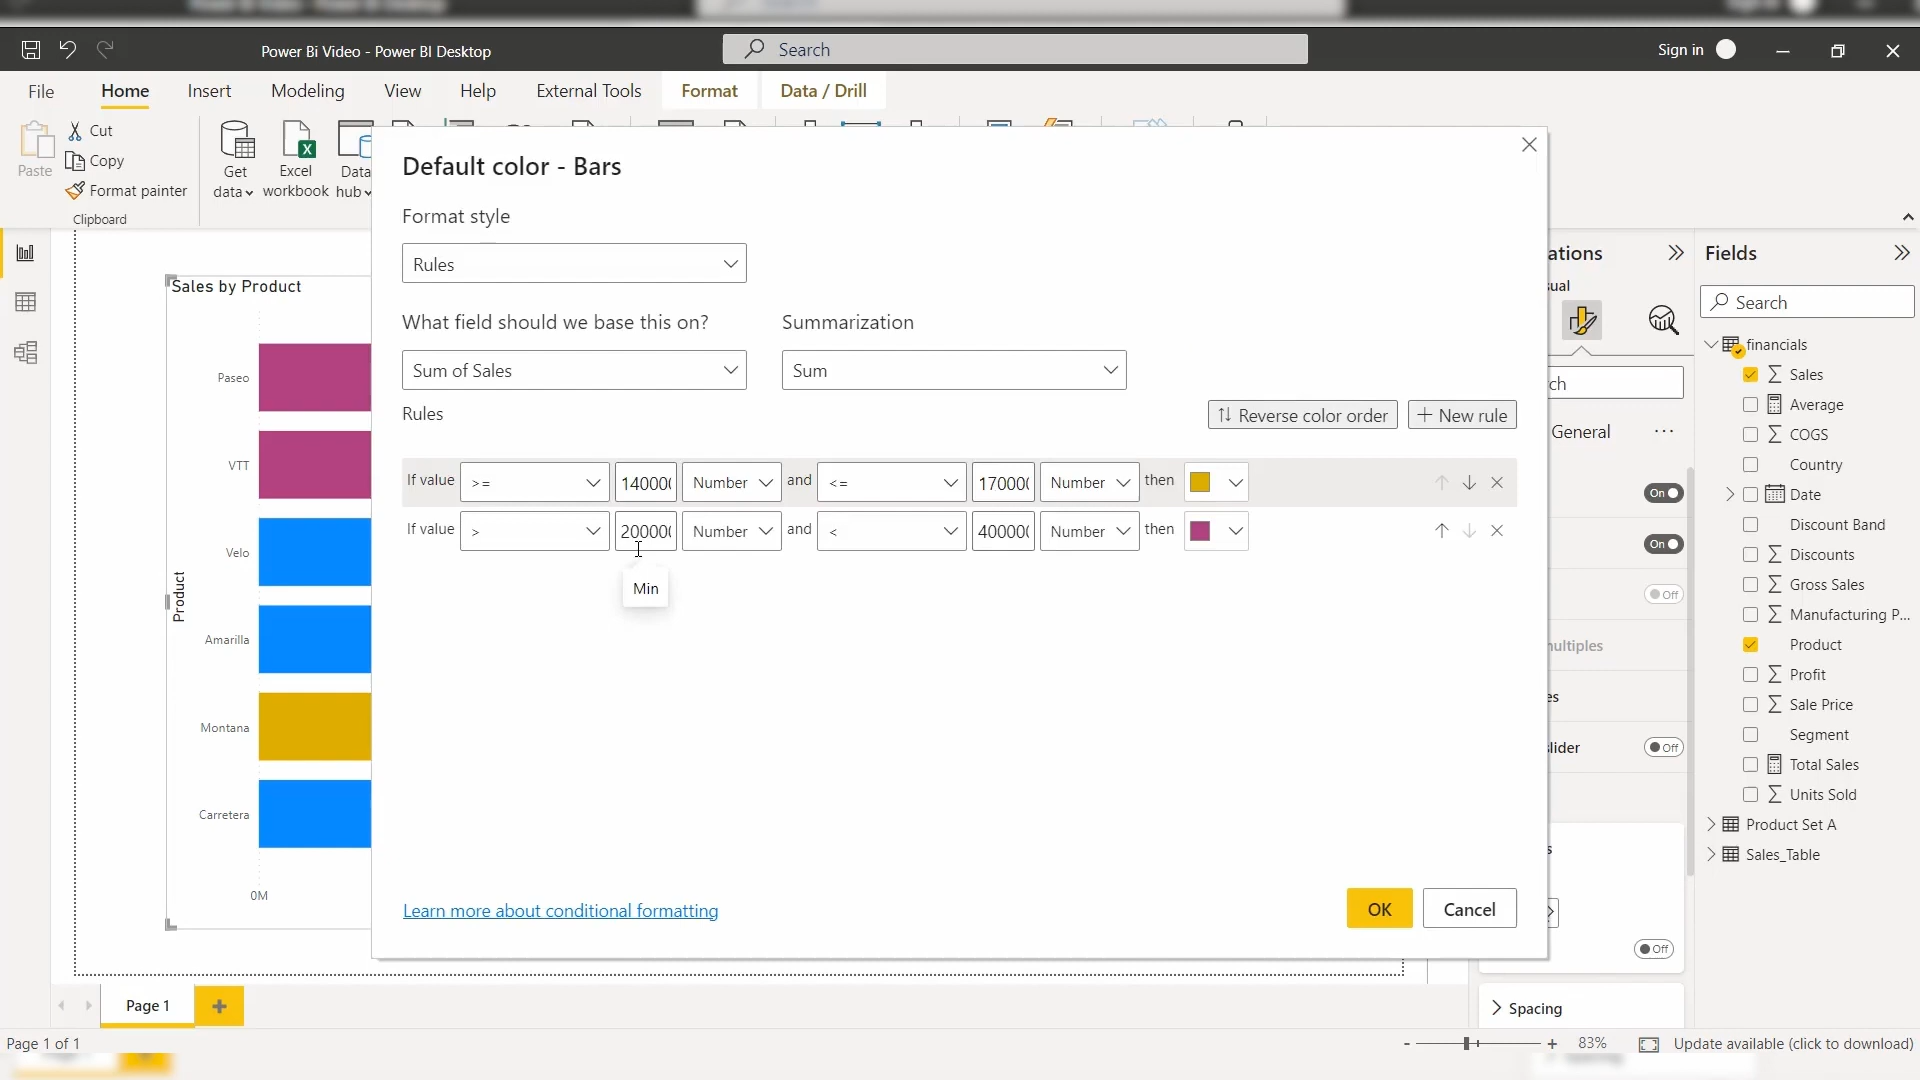 Power Bi Video - Power BI Desktop
Search
Sign in
File
Home
Insert
Modeling
View
Help
External Tools
Format
Data / Drill
Paste
Cut
Copy
Format painter
Clipboard
Get data
Excel workbook
Data hub
Default color - Bars
Format style
Rules
What field should we base this on?
Summarization
Sum of Sales
Sum
Rules
Reverse color order
New rule
If value >= 140000 Number and <= 170000 Number then
If value > 200000 Number and < 400000 Number then
Min
Learn more about conditional formatting
OK
Cancel
Sales by Product
Product
Paseo
VTT
Velo
Amarilla
Montana
Carretera
0M
ations
sual
ch
General
On
On
Off
nultiples
es
slider
Off
s
Off
Spacing
Fields
Search
financials
Sales
Average
COGS
Country
Date
Discount Band
Discounts
Gross Sales
Manufacturing P...
Product
Profit
Sale Price
Segment
Total Sales
Units Sold
Product Set A
Sales_Table
Page 1
Page 1 of 1
83%
Update available (click to download)